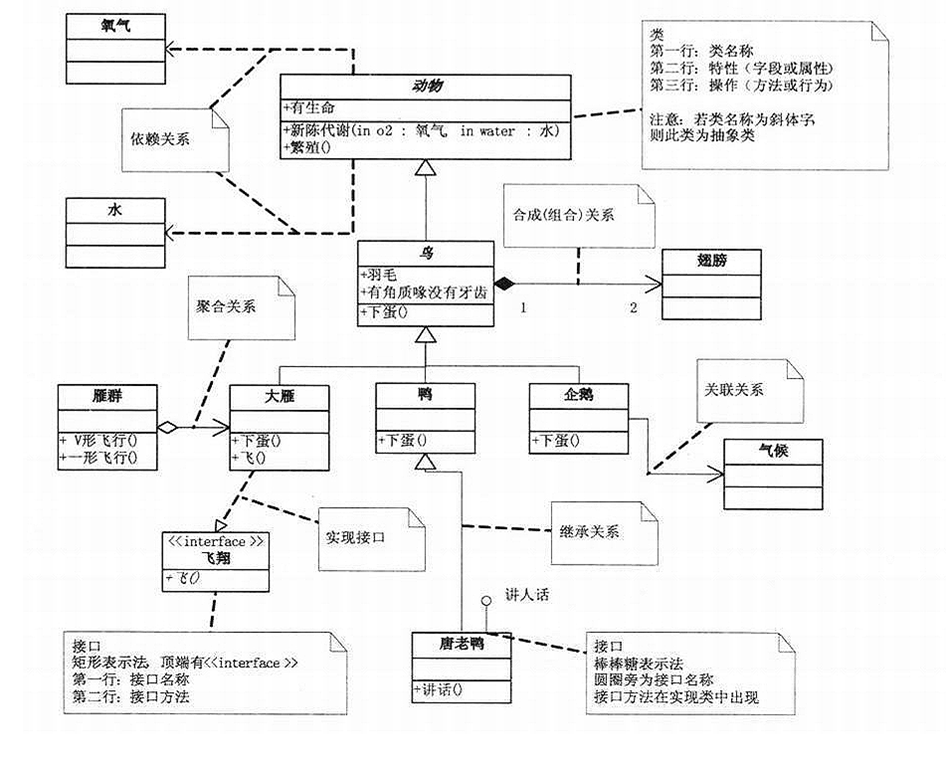 氧气
类
第一行：类名称
第二行：特性（字段或属性）
第三行：操作（方法或行为）
注意：若类名称为斜体字，
则此类为抽象类
动物
+有生命
+新陈代谢(in o2 : 氧气, in water : 水)
+繁殖()
依赖关系
水
合成(组合)关系
鸟
+羽毛
+有角质喙没有牙齿
+下蛋()
1
2
翅膀
聚合关系
雁群
+ V形飞行()
+一形飞行()
大雁
+下蛋()
+飞()
鸭
+下蛋()
企鹅
+下蛋()
关联关系
气候
实现接口
继承关系
<<interface>>
飞翔
+飞()
讲人话
接口
矩形表示法，顶端有<<interface>>
第一行：接口名称
第二行：接口方法
唐老鸭
+讲话()
接口
棒棒糖表示法
圆圈旁为接口名称
接口方法在实现类中出现